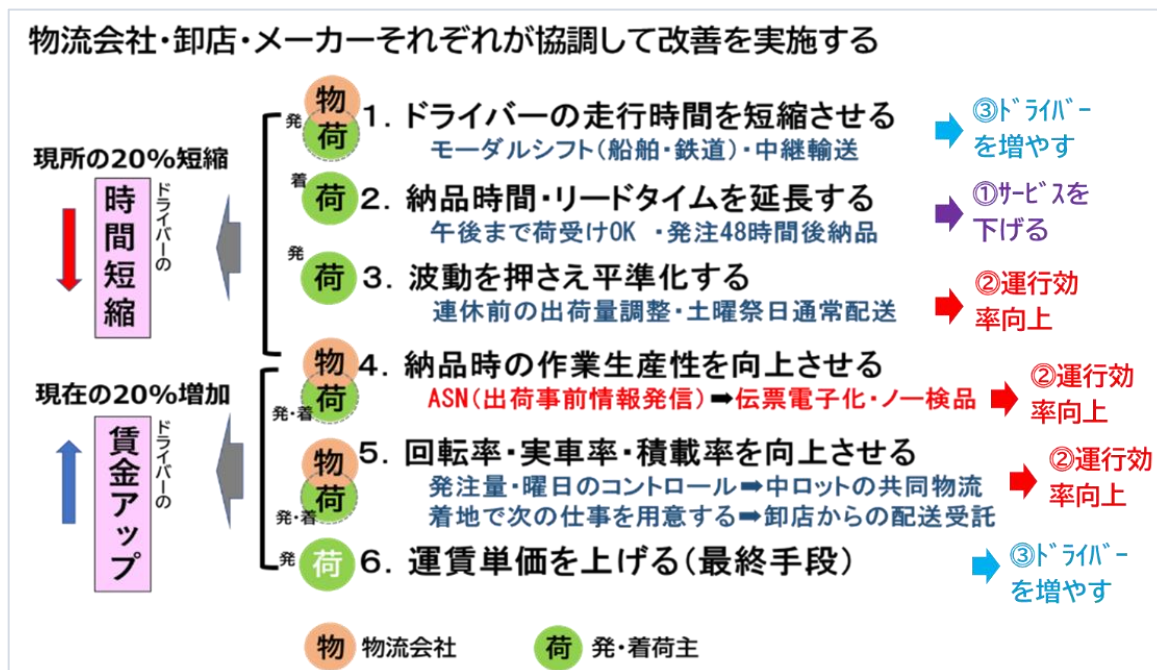 物流会社・卸店・メーカーそれぞれが協調して改善を実施する
現所の20%短縮
ドライバーの
時間短縮
現在の20%増加
ドライバーの
賃金アップ
発
物
荷
1. ドライバーの走行時間を短縮させる
モーダルシフト(船舶・鉄道)・中継輸送
③ドライバー
を増やす
着
荷
2. 納品時間・リードタイムを延長する
午後まで荷受けOK ・発注48時間後納品
①サービスを
下げる
発
荷
3. 波動を押さえ平準化する
連休前の出荷量調整・土曜祭日通常配送
②運行効
率向上
物
荷
発・着
4. 納品時の作業生産性を向上させる
ASN(出荷事前情報発信)➡伝票電子化・ノー検品
②運行効
率向上
物
荷
発・着
5. 回転率・実車率・積載率を向上させる
発注量・曜日のコントロール➡中ロットの共同物流
着地で次の仕事を用意する➡卸店からの配送受託
②運行効
率向上
発
荷
6. 運賃単価を上げる(最終手段)
③ドライバー
を増やす
物 物流会社
荷 発・着荷主